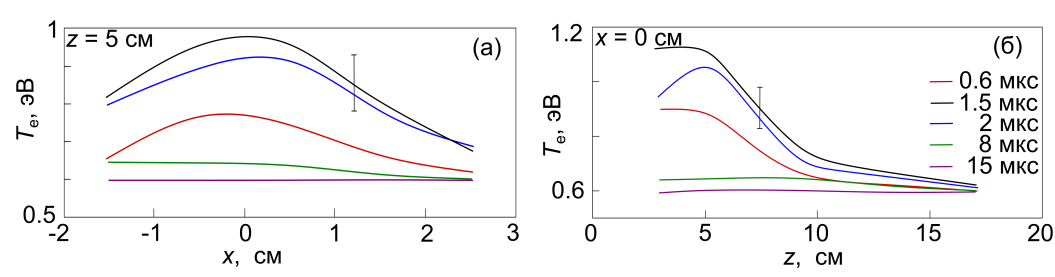 1
z = 5 см
(а)
Tₑ, эВ
0.5
-2
-1
0
1
2
3
x, см
1.2
x = 0 см
(б)
0.6 мкс
1.5 мкс
2 мкс
8 мкс
15 мкс
Tₑ, эВ
0.6
0
5
10
15
20
z, см